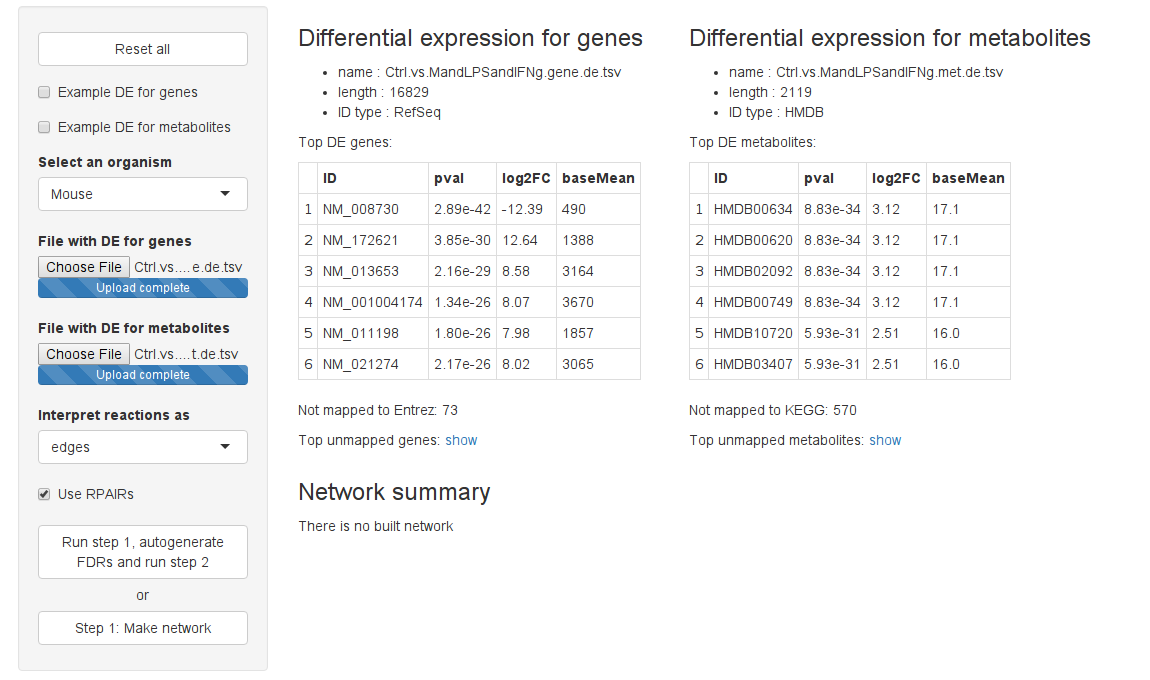 Reset all
Example DE for genes
Example DE for metabolites
Select an organism
Mouse
File with DE for genes
Choose File Ctrl.vs....e.de.tsv
Upload complete
File with DE for metabolites
Choose File Ctrl.vs....t.de.tsv
Upload complete
Interpret reactions as
edges
Use RPAIRs
Run step 1, autogenerate
FDRs and run step 2
or
Step 1: Make network
Differential expression for genes
name : Ctrl.vs.MandLPSandIFNg.gene.de.tsv
length : 16829
ID type : RefSeq
Top DE genes:
ID pval log2FC baseMean
1 NM_008730 2.89e-42 -12.39 490
2 NM_172621 3.85e-30 12.64 1388
3 NM_013653 2.16e-29 8.58 3164
4 NM_001004174 1.34e-26 8.07 3670
5 NM_011198 1.80e-26 7.98 1857
6 NM_021274 2.17e-26 8.02 3065
Not mapped to Entrez: 73
Top unmapped genes: show
Differential expression for metabolites
name : Ctrl.vs.MandLPSandIFNg.met.de.tsv
length : 2119
ID type : HMDB
Top DE metabolites:
ID pval log2FC baseMean
1 HMDB00634 8.83e-34 3.12 17.1
2 HMDB00620 8.83e-34 3.12 17.1
3 HMDB02092 8.83e-34 3.12 17.1
4 HMDB00749 8.83e-34 3.12 17.1
5 HMDB10720 5.93e-31 2.51 16.0
6 HMDB03407 5.93e-31 2.51 16.0
Not mapped to KEGG: 570
Top unmapped metabolites: show
Network summary
There is no built network